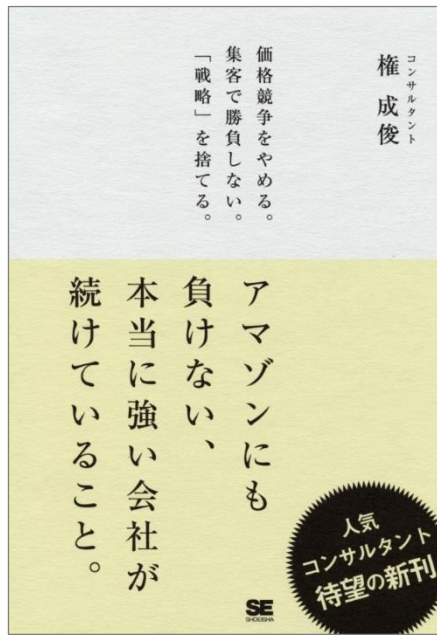 コンサルタント
権 成俊
価格競争をやめる。
集客で勝負しない。
「戦略」を捨てる。
アマゾンにも
負けない、
本当に強い会社が
続けていること。
人気
コンサルタント
待望の新刊
SE
SHOEISHA